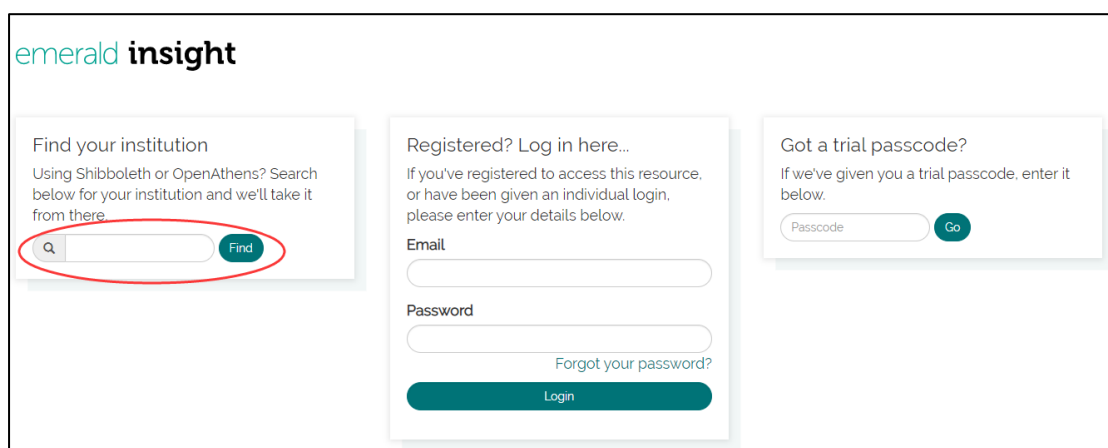 emerald insight
Find your institution
Using Shibboleth or OpenAthens? Search
below for your institution and we'll take it
from there.
Find
Registered? Log in here...
If you've registered to access this resource,
or have been given an individual login,
please enter your details below.
Email
Password
Forgot your password?
Login
Got a trial passcode?
If we've given you a trial passcode, enter it
below.
Passcode
Go